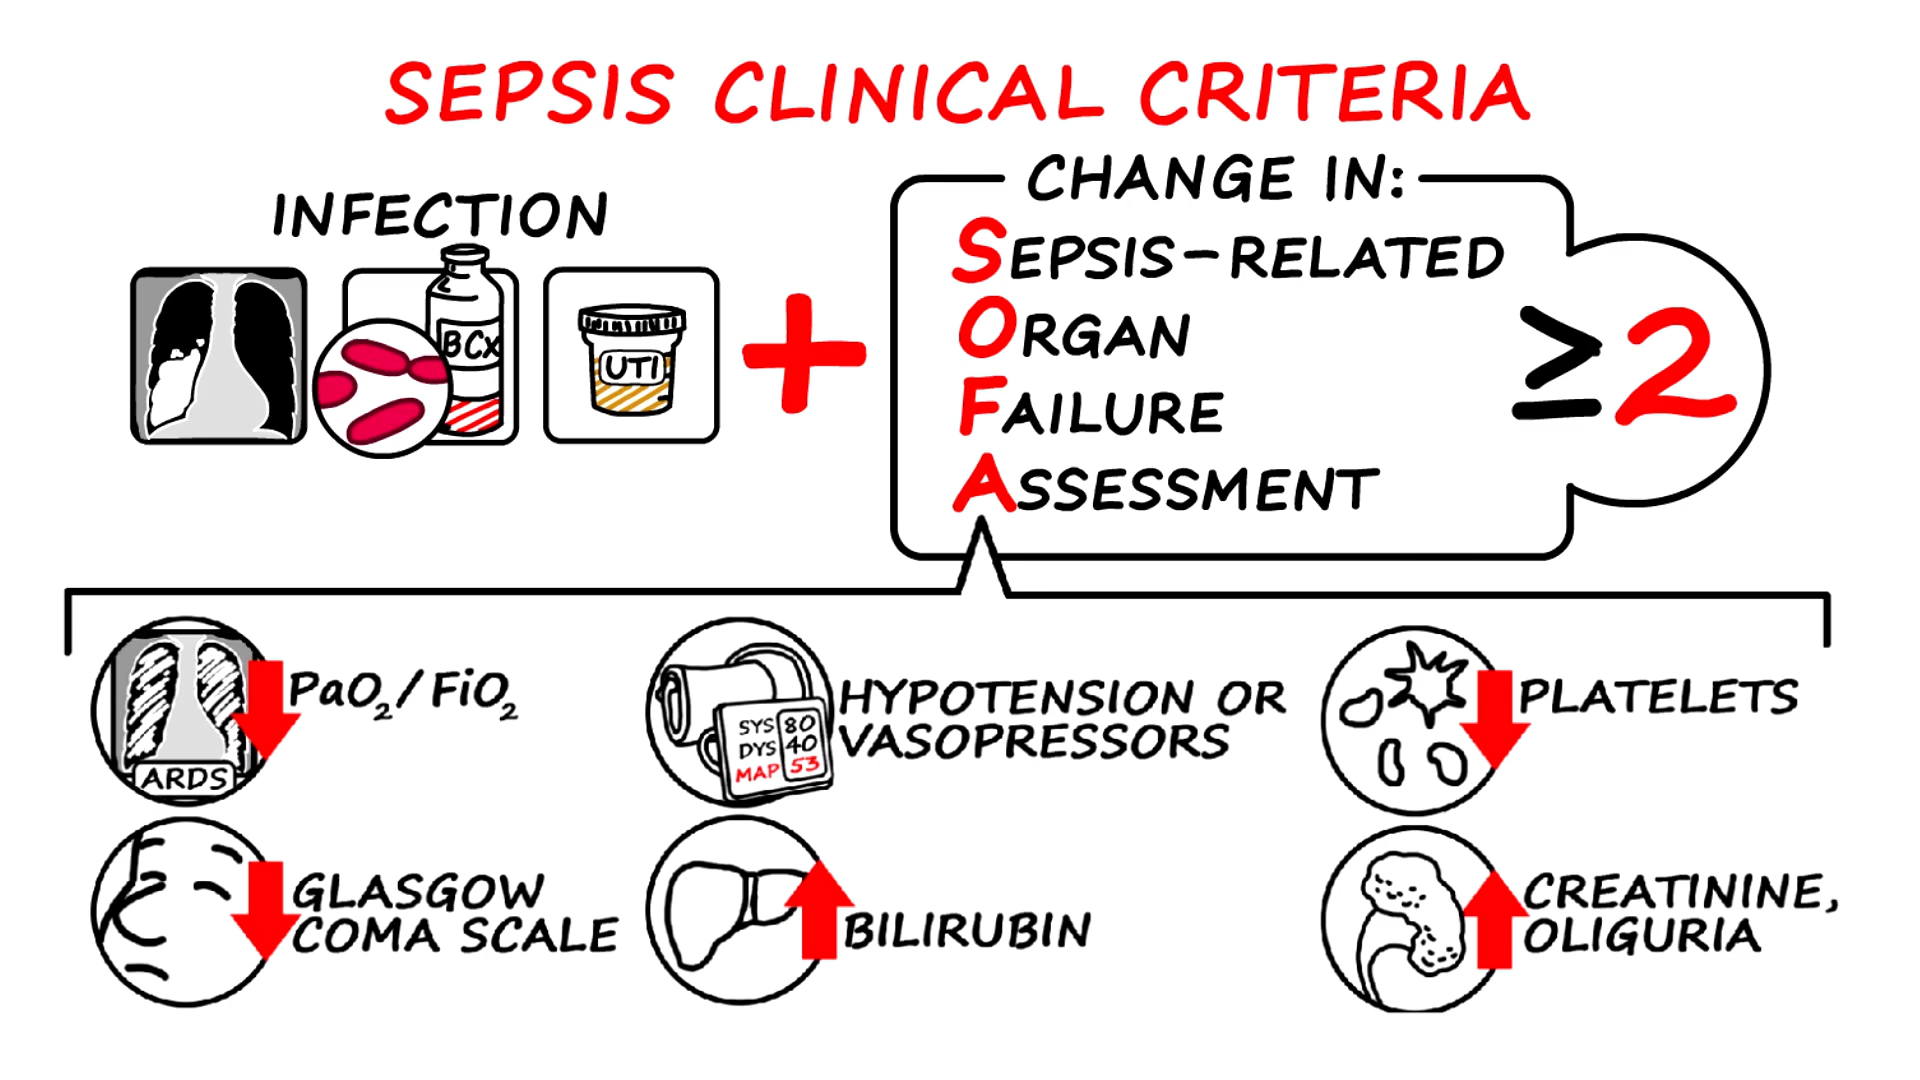 SEPSIS CLINICAL CRITERIA
INFECTION
BCx
UTI
+
CHANGE IN:
SEPSIS-RELATED
ORGAN
FAILURE
ASSESSMENT
≥2
ARDS
PaO₂/FiO₂
SYS 80
DYS 40
MAP 53
HYPOTENSION OR
VASOPRESSORS
PLATELETS
GLASGOW
COMA SCALE
BILIRUBIN
CREATININE,
OLIGURIA